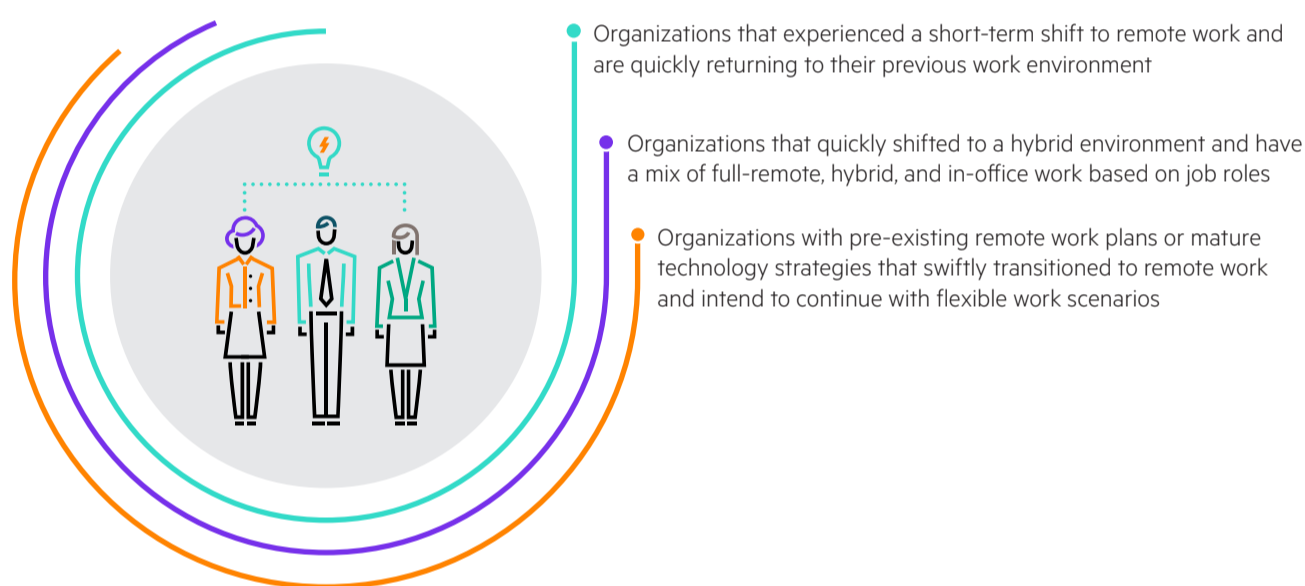 Organizations that experienced a short-term shift to remote work and
are quickly returning to their previous work environment
Organizations that quickly shifted to a hybrid environment and have
a mix of full-remote, hybrid, and in-office work based on job roles
Organizations with pre-existing remote work plans or mature
technology strategies that swiftly transitioned to remote work
and intend to continue with flexible work scenarios